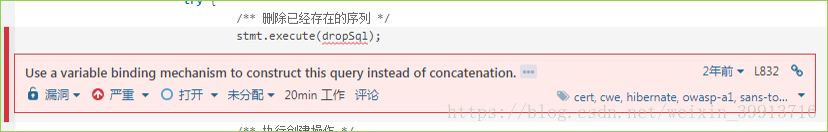 try {
/** 删除已经存在的序列 */
stmt.execute(dropSql);
Use a variable binding mechanism to construct this query instead of concatenation. ···
2年前 L832
漏洞 严重 打开 未分配 20min 工作 评论
cert, cwe, hibernate, owasp-a1, sans-to...
https://blog.csdn.net/weixin_39913716
/** 执行创建操作 */